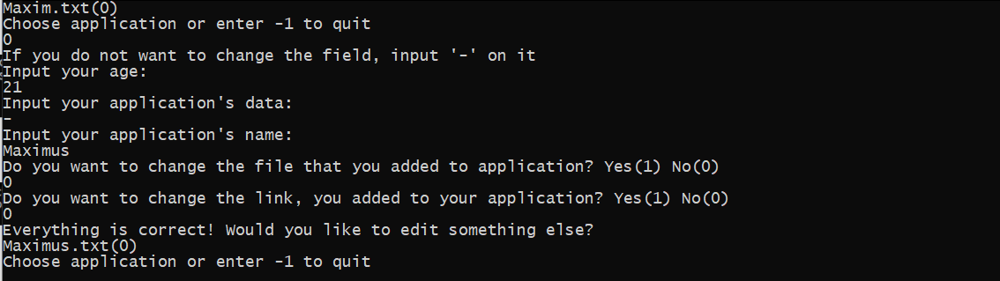 Maxim.txt(0)
Choose application or enter -1 to quit
0
If you do not want to change the field, input '-' on it
Input your age:
21
Input your application's data:
-
Input your application's name:
Maximus
Do you want to change the file that you added to application? Yes(1) No(0)
0
Do you want to change the link, you added to your application? Yes(1) No(0)
0
Everything is correct! Would you like to edit something else?
Maximus.txt(0)
Choose application or enter -1 to quit